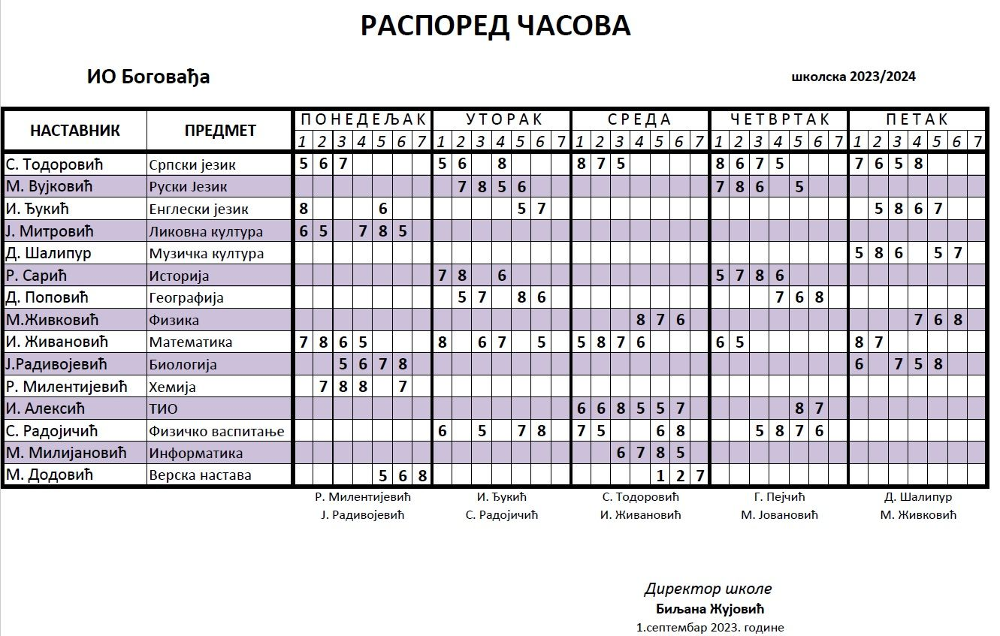 РАСПОРЕД ЧАСОВА
ИО Боговађа школска 2023/2024
НАСТАВНИК ПРЕДМЕТ ПОНЕДЕЉАК УТОРАК СРЕДА ЧЕТВРТАК ПЕТАК
1 2 3 4 5 6 7 1 2 3 4 5 6 7 1 2 3 4 5 6 7 1 2 3 4 5 6 7 1 2 3 4 5 6 7
С. Тодоровић Српски језик 5 6 7 5 6 8 8 7 5 8 6 7 5 7 6 5 8
М. Вујковић Руски Језик 7 8 5 6 7 8 6 5
И. Ђукић Енглески језик 8 6 5 7 5 8 6 7
Ј. Митровић Ликовна култура 6 5 7 8 5
Д. Шалипур Музичка култура 5 8 6 5 7
Р. Сарић Историја 7 8 6 5 7 8 6
Д. Поповић Географија 5 7 8 6 7 6 8
М.Живковић Физика 8 7 6 7 6 8
И. Живановић Математика 7 8 6 5 8 6 7 5 5 8 7 6 6 5 8 7
Ј.Радивојевић Биологија 5 6 7 8 6 7 5 8
Р. Милентијевић Хемија 7 8 8 7
И. Алексић ТИО 6 6 8 5 5 7 8 7
С. Радојичић Физичко васпитање 6 5 7 8 7 5 6 8 5 8 7 6
М. Милијановић Информатика 6 7 8 5
М. Додовић Верска настава 5 6 8 1 2 7
Р. Милентијевић И. Ђукић С. Тодоровић Г. Пејчић Д. Шалипур
Ј. Радивојевић С. Радојичић И. Живановић М. Јовановић М. Живковић
Директор школе
Биљана Жујовић
1.септембар 2023. године